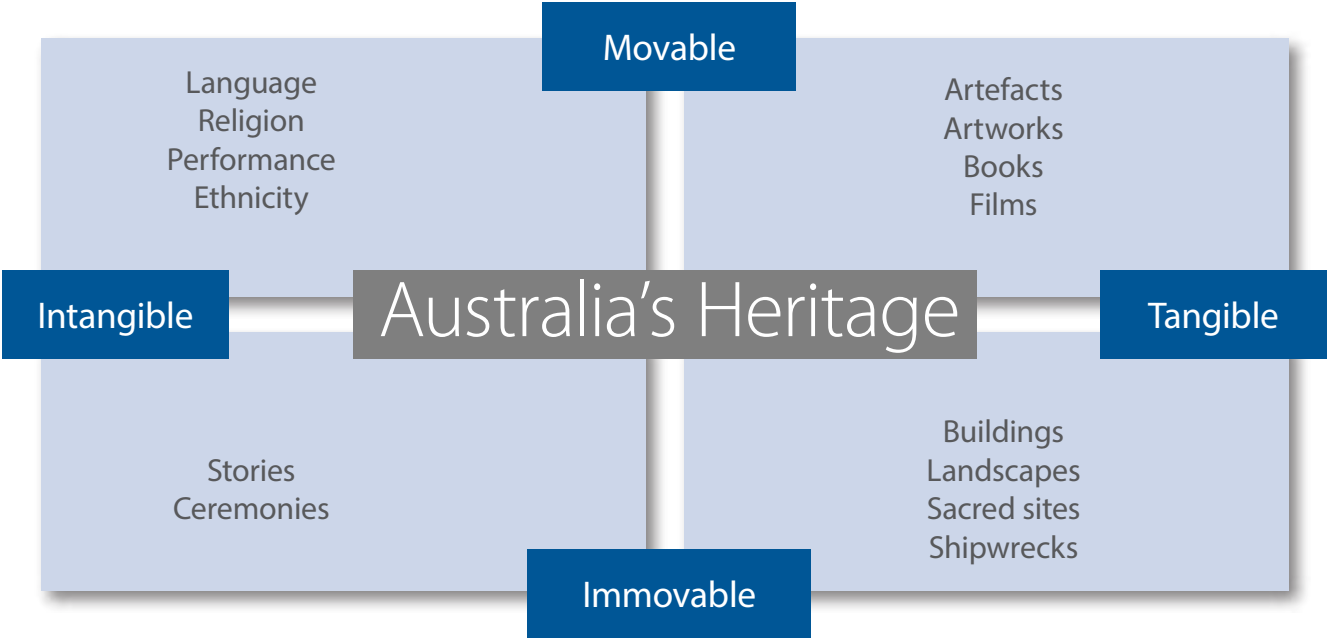 Movable
Language
Religion
Performance
Ethnicity
Artefacts
Artworks
Books
Films
Intangible
Australia's Heritage
Tangible
Stories
Ceremonies
Buildings
Landscapes
Sacred sites
Shipwrecks
Immovable